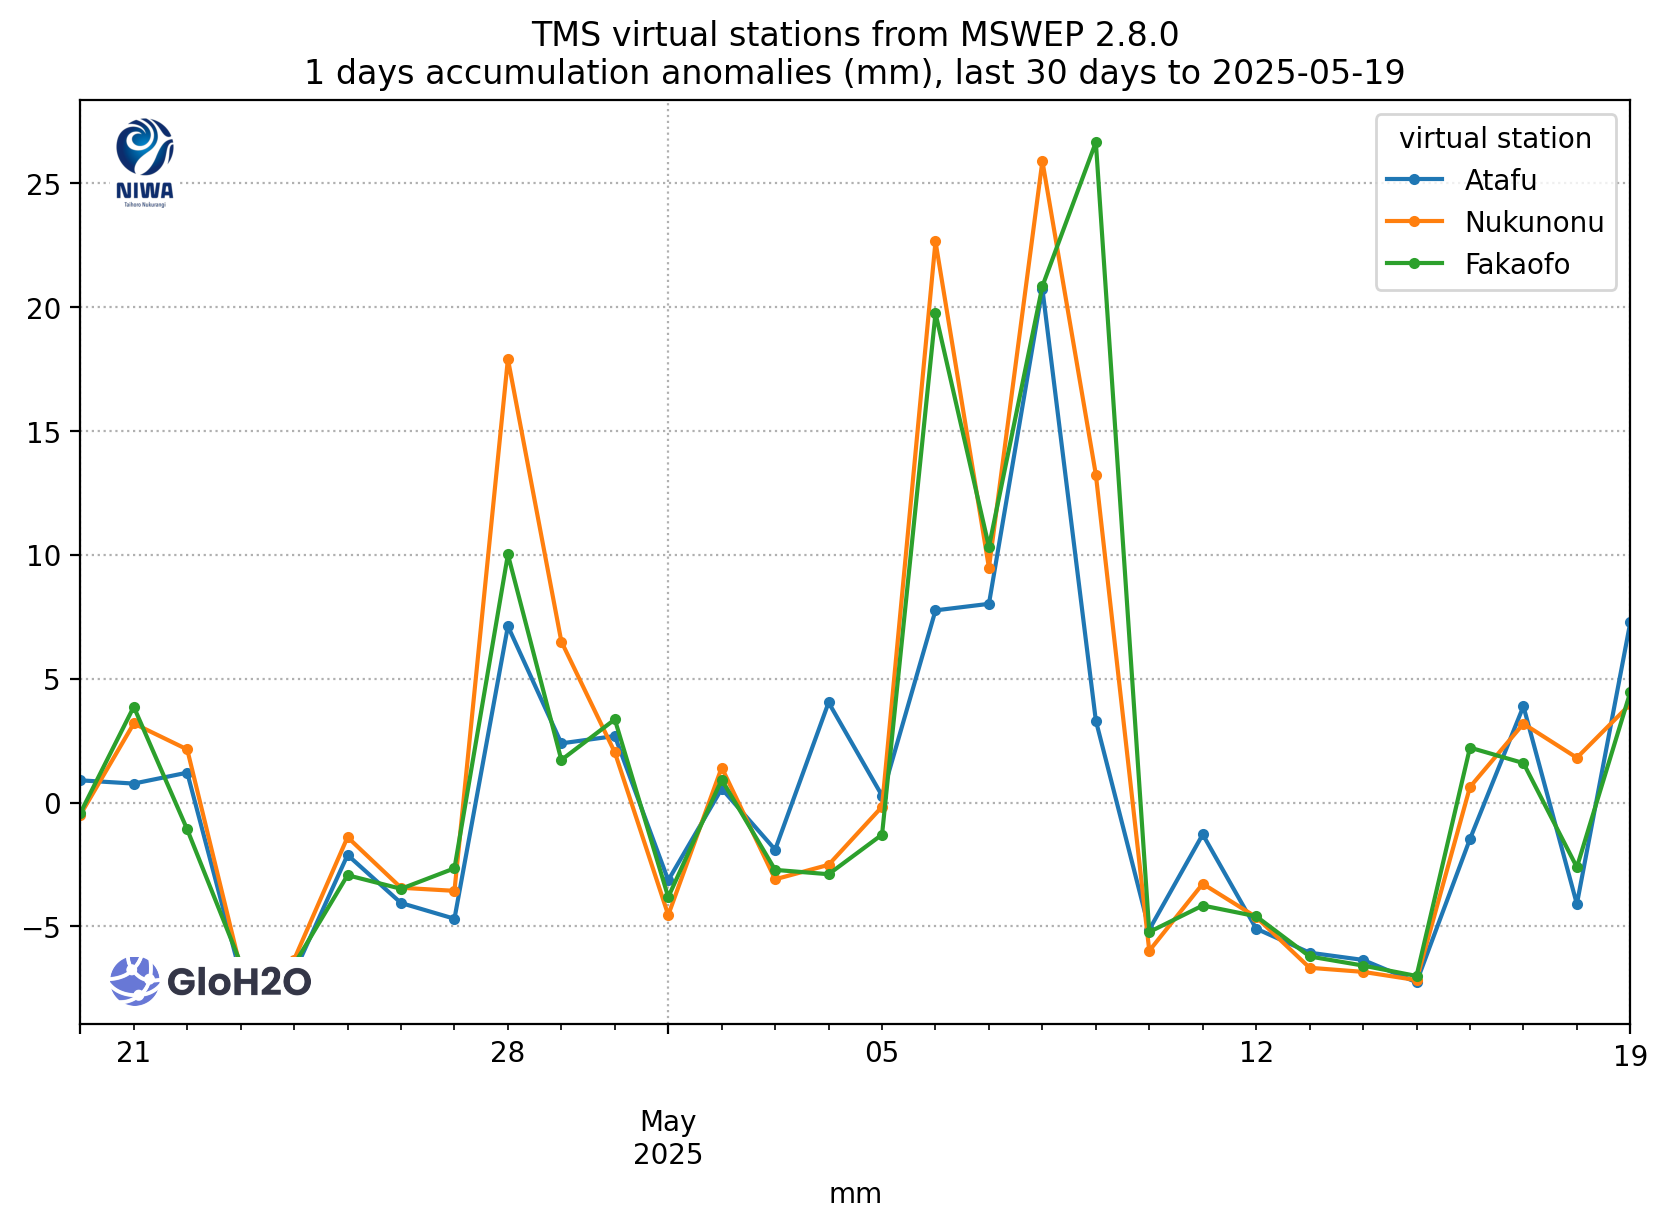 TMS virtual stations from MSWEP 2.8.0
1 days accumulation anomalies (mm), last 30 days to 2025-05-19
NIWA
Taihoro Nukurangi
virtual station
Atafu
Nukunonu
Fakaofo
25
20
15
10
5
0
−5
GloH2O
21
28
05
12
19
May
2025
mm